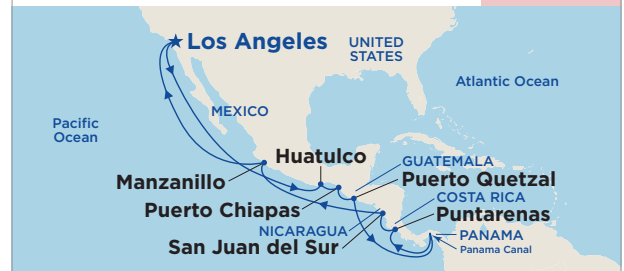 Los Angeles
UNITED
STATES
Atlantic Ocean
MEXICO
Pacific
Ocean
Huatulco
GUATEMALA
Manzanillo
Puerto Quetzal
Puerto Chiapas
COSTA RICA
Puntarenas
NICARAGUA
San Juan del Sur
PANAMA
Panama Canal